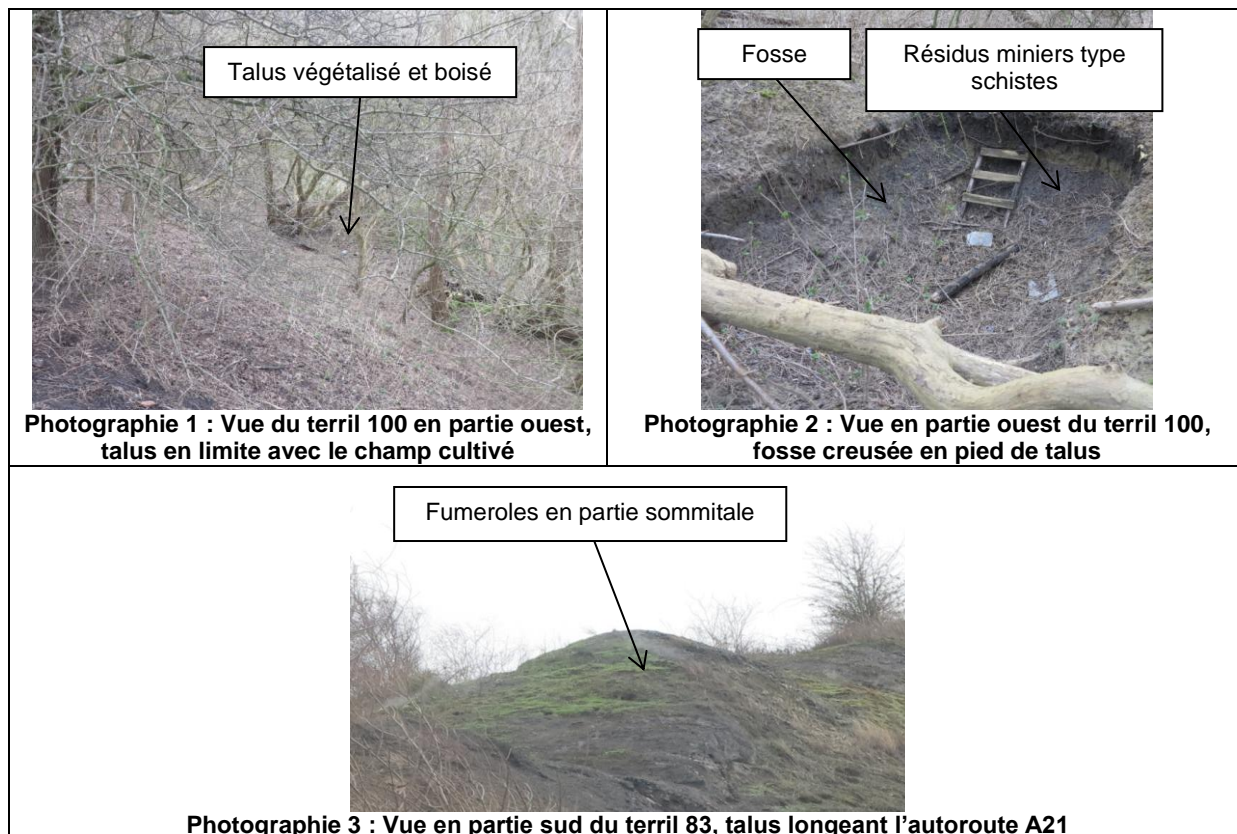 Talus végétalisé et boisé
Photographie 1 : Vue du terril 100 en partie ouest,
talus en limite avec le champ cultivé
Fosse
Résidus miniers type
schistes
Photographie 2 : Vue en partie ouest du terril 100,
fosse creusée en pied de talus
Fumeroles en partie sommitale
Photographie 3 : Vue en partie sud du terril 83, talus longeant l’autoroute A21